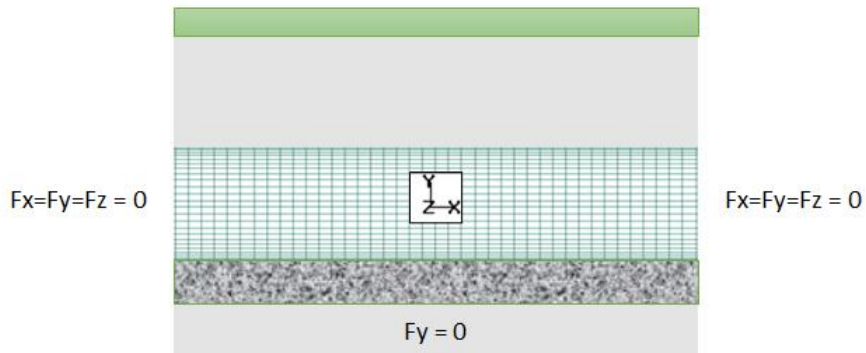 Y
Fx=Fy=Fz = 0
Z X
Fx=Fy=Fz = 0
Fy = 0